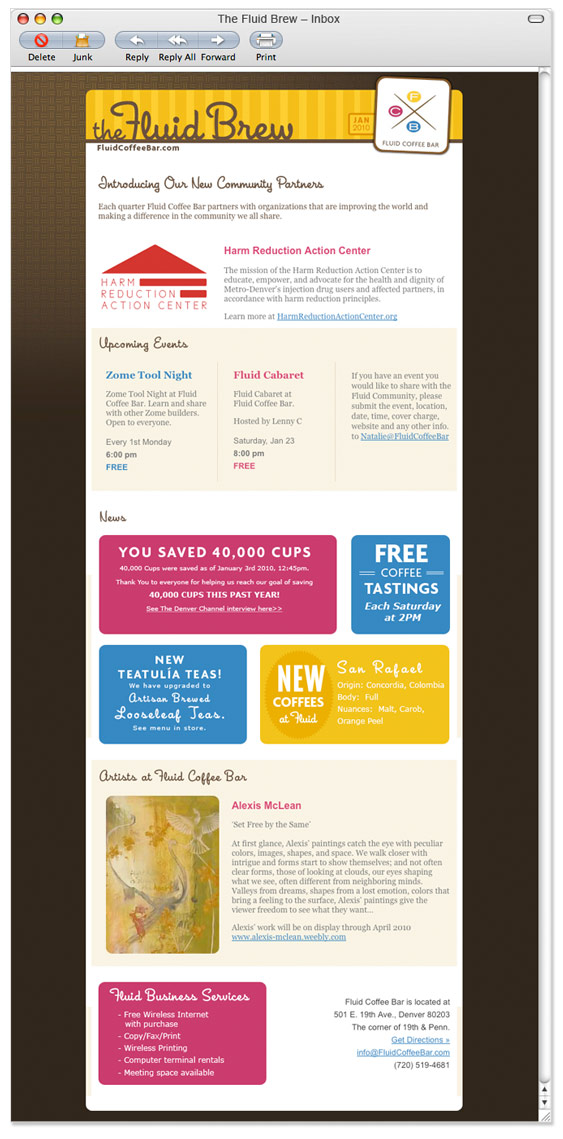 The Fluid Brew – Inbox
Delete
Junk
Reply
Reply All
Forward
Print
the Fluid Brew
JAN
2010
F
C
B
FLUID COFFEE BAR
FluidCoffeeBar.com
Introducing Our New Community Partners
Each quarter Fluid Coffee Bar partners with organizations that are improving the world and
making a difference in the community we all share.
HARM
REDUCTION
ACTION CENTER
Harm Reduction Action Center
The mission of the Harm Reduction Action Center is to
educate, empower, and advocate for the health and dignity of
Metro-Denver's injection drug users and affected partners, in
accordance with harm reduction principles.
Learn more at HarmReductionActionCenter.org
Upcoming Events
Zome Tool Night
Zome Tool Night at Fluid
Coffee Bar. Learn and share
with other Zome builders.
Open to everyone.
Every 1st Monday
6:00 pm
FREE
Fluid Cabaret
Fluid Cabaret at
Fluid Coffee Bar.
Hosted by Lenny C
Saturday, Jan 23
8:00 pm
FREE
If you have an event you
would like to share with the
Fluid Community, please
submit the event, location,
date, time, cover charge,
website and any other info.
to Natalie@FluidCoffeeBar
News
YOU SAVED 40,000 CUPS
40,000 Cups were saved as of January 3rd 2010, 12:45pm.
Thank You to everyone for helping us reach our goal of saving
40,000 CUPS THIS PAST YEAR!
See The Denver Channel interview here>>
FREE
COFFEE
TASTINGS
Each Saturday
at 2PM
NEW
TEATULÍA TEAS!
We have upgraded to
Artisan Brewed
Looseleaf Teas.
See menu in store.
NEW
COFFEES
at Fluid
San Rafael
Origin: Concordia, Colombia
Body: Full
Nuances: Malt, Carob,
Orange Peel
Artists at Fluid Coffee Bar
Alexis McLean
'Set Free by the Same'
At first glance, Alexis' paintings catch the eye with peculiar
colors, images, shapes, and space. We walk closer with
intrigue and forms start to show themselves; and not often
clear forms, those of looking at clouds, our eyes shaping
what we see, often different from neighboring minds.
Valleys from dreams, shapes from a lost emotion, colors that
bring a feeling to the surface, Alexis' paintings give the
viewer freedom to see what they want...
Alexis' work will be on display through April 2010
www.alexis-mclean.weebly.com
Fluid Business Services
- Free Wireless Internet
with purchase
- Copy/Fax/Print
- Wireless Printing
- Computer terminal rentals
- Meeting space available
Fluid Coffee Bar is located at
501 E. 19th Ave., Denver 80203
The corner of 19th & Penn.
Get Directions »
info@FluidCoffeeBar.com
(720) 519-4681